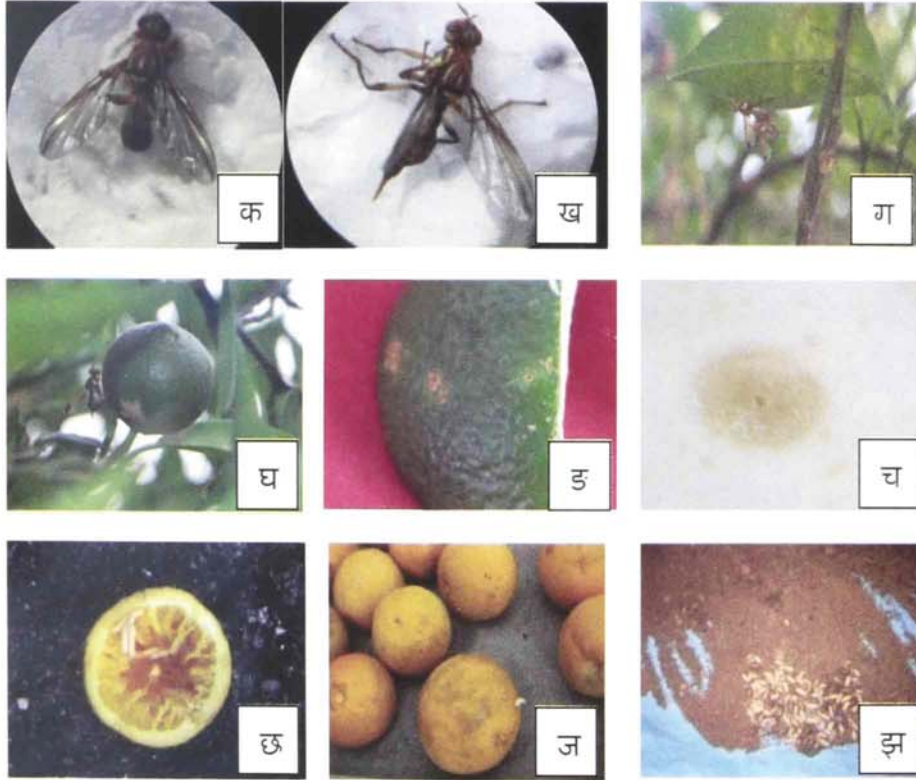 क ख ग
घ ङ च
छ ज झ